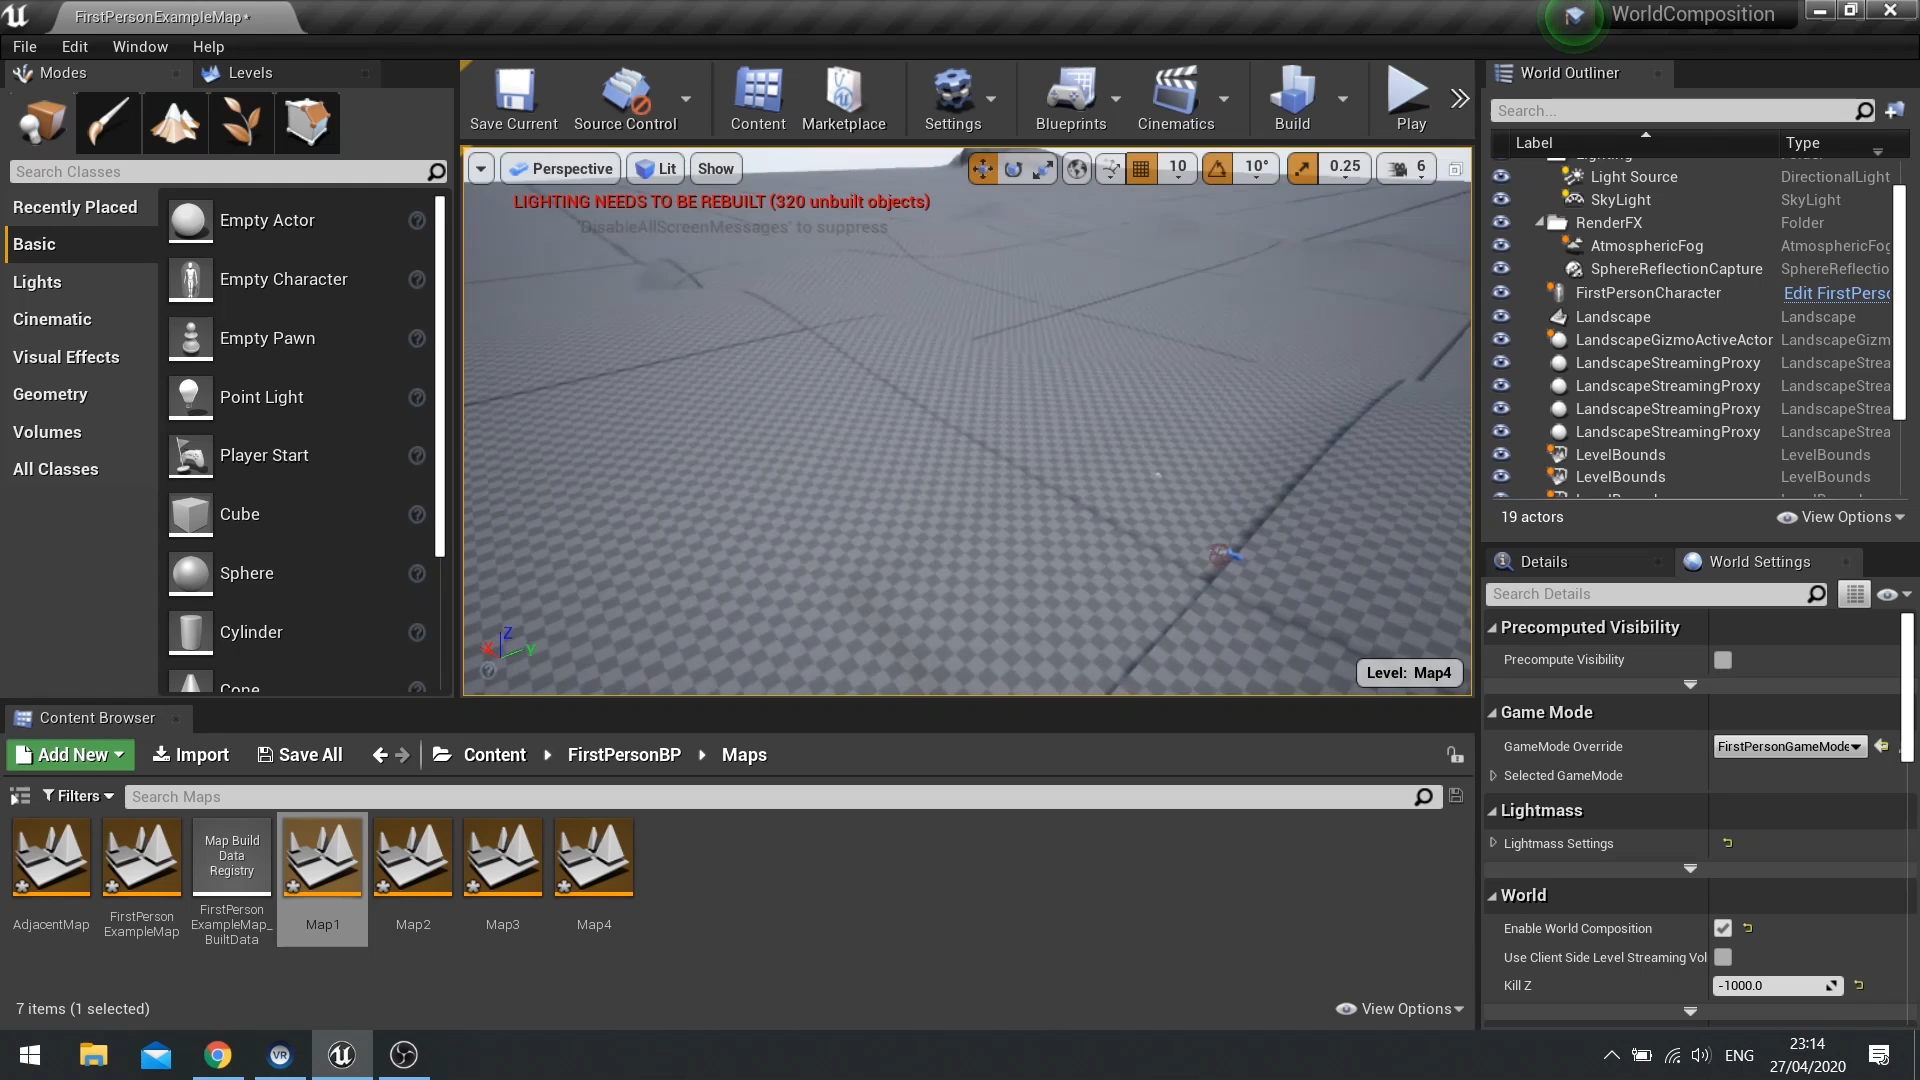 FirstPersonExampleMap*
WorldComposition
File
Edit
Window
Help
Modes
Levels
Search Classes
Recently Placed
Basic
Lights
Cinematic
Visual Effects
Geometry
Volumes
All Classes
Empty Actor
Empty Character
Empty Pawn
Point Light
Player Start
Cube
Sphere
Cylinder
Cone
Save Current
Source Control
Content
Marketplace
Settings
Blueprints
Cinematics
Build
Play
Perspective
Lit
Show
10
10°
0.25
6
LIGHTING NEEDS TO BE REBUILT (320 unbuilt objects)
'DisableAllScreenMessages' to suppress
X
Z
Y
Level: Map4
World Outliner
Search...
Label
Type
Lighting
Folder
Light Source
DirectionalLight
SkyLight
SkyLight
RenderFX
Folder
AtmosphericFog
AtmosphericFog
SphereReflectionCapture
SphereReflectio
FirstPersonCharacter
Edit FirstPerso
Landscape
Landscape
LandscapeGizmoActiveActor
LandscapeGizm
LandscapeStreamingProxy
LandscapeStrea
LandscapeStreamingProxy
LandscapeStrea
LandscapeStreamingProxy
LandscapeStrea
LandscapeStreamingProxy
LandscapeStrea
LevelBounds
LevelBounds
LevelBounds
LevelBounds
19 actors
View Options
Details
World Settings
Search Details
Precomputed Visibility
Precompute Visibility
Game Mode
GameMode Override
FirstPersonGameMode
Selected GameMode
Lightmass
Lightmass Settings
World
Enable World Composition
Use Client Side Level Streaming Vol
Kill Z
-1000.0
Content Browser
Add New
Import
Save All
Content
FirstPersonBP
Maps
Filters
Search Maps
AdjacentMap
FirstPerson
ExampleMap
Map Build
Data
Registry
FirstPerson
ExampleMap_
BuiltData
Map1
Map2
Map3
Map4
7 items (1 selected)
View Options
VR
ENG
23:14
27/04/2020